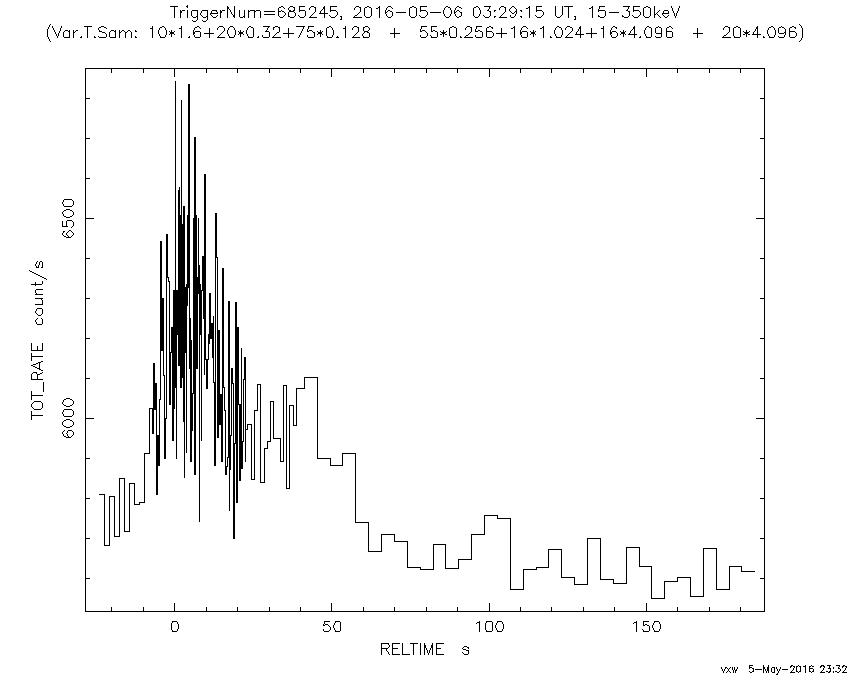 TriggerNum=685245, 2016-05-06 03:29:15 UT, 15-350keV
(Var.T.Sam: 10*1.6+20*0.32+75*0.128 + 55*0.256+16*1.024+16*4.096 + 20*4.096)
6500
6000
TOT_RATE count/s
0 50 100 150
RELTIME s
vxw 5-May-2016 23:32